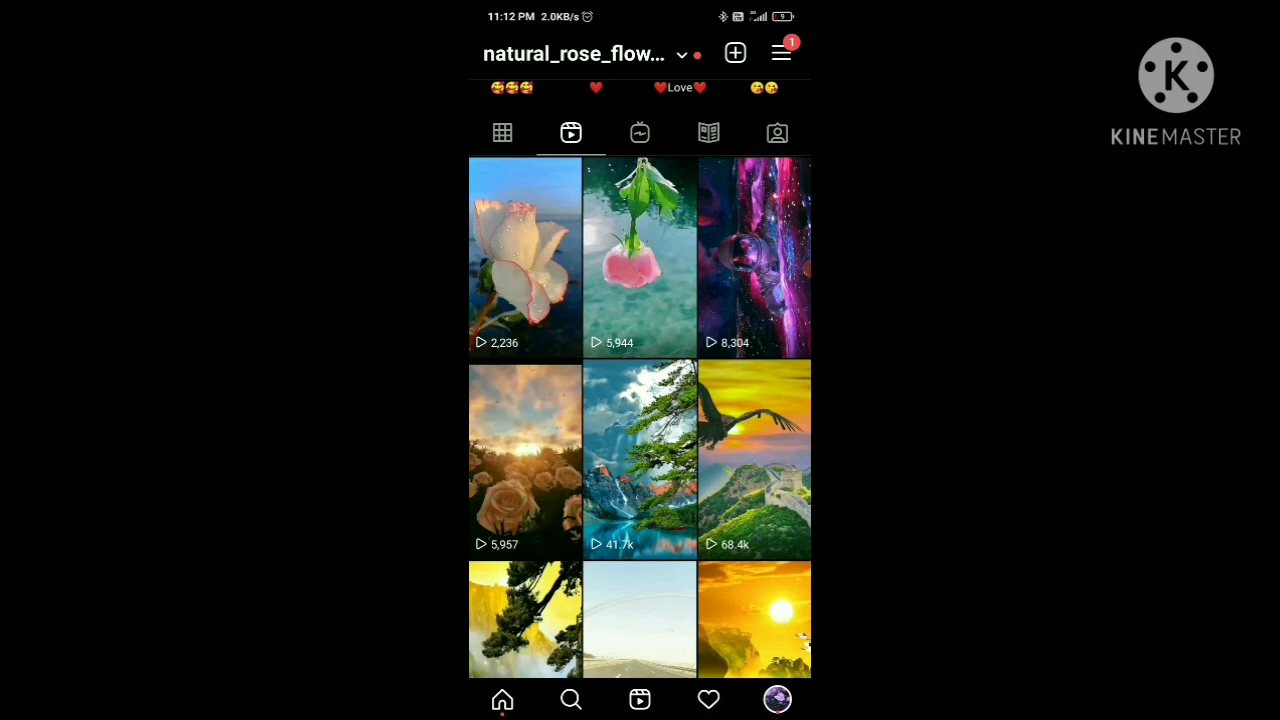 11:12 PM 2.0KB/s
9
natural_rose_flow...
1
🥰🥰🥰 ❤️ ❤️Love❤️ 😘😘
K
KINEMASTER
2,236
5,944
8,304
5,957
41.7k
68.4k